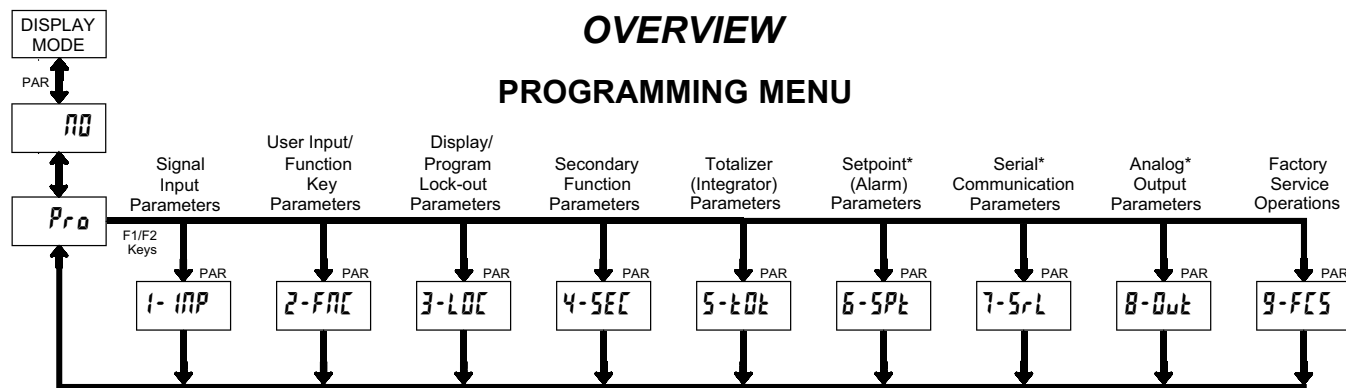 OVERVIEW
PROGRAMMING MENU
DISPLAY
MODE
PAR
NO
Pro
F1/F2
Keys
Signal
Input
Parameters
User Input/
Function
Key
Parameters
Display/
Program
Lock-out
Parameters
Secondary
Function
Parameters
Totalizer
(Integrator)
Parameters
Setpoint*
(Alarm)
Parameters
Serial*
Communication
Parameters
Analog*
Output
Parameters
Factory
Service
Operations
PAR
PAR
PAR
PAR
PAR
PAR
PAR
PAR
PAR
1-INP
2-FNC
3-LOC
4-SEC
5-tOt
6-SPt
7-SrL
8-Out
9-FCS